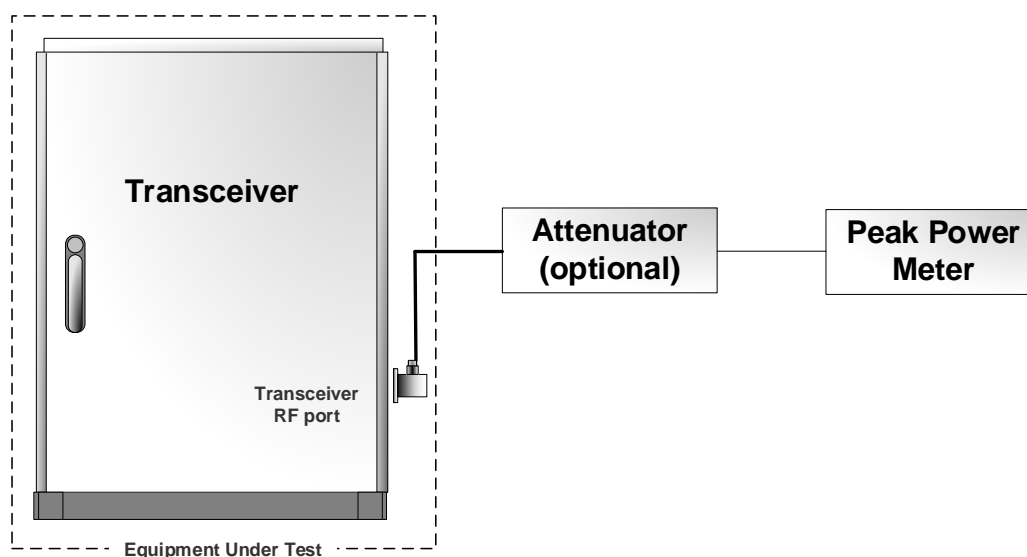 Transceiver
Attenuator
(optional)
Peak Power
Meter
Transceiver
RF port
Equipment Under Test